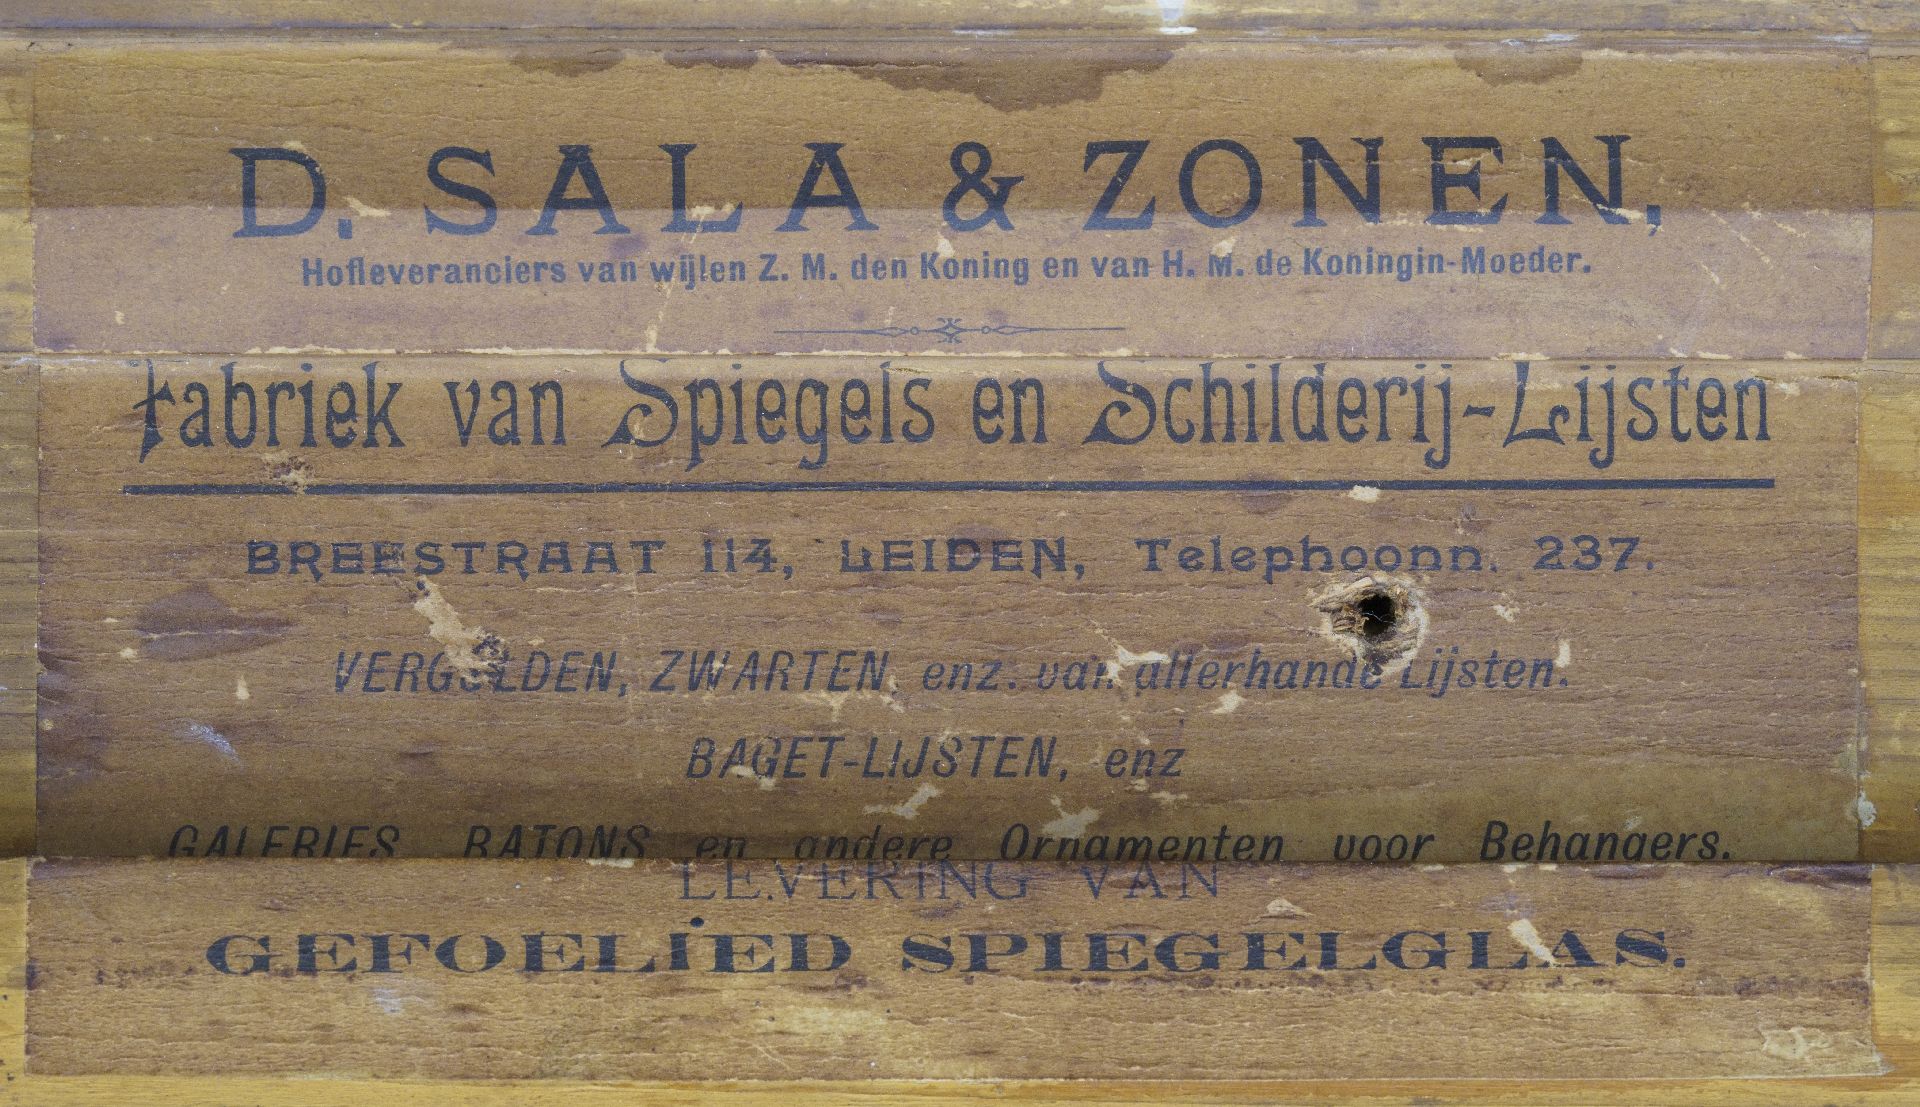 D. SALA & ZONEN,
Hofleveranciers van wijlen Z. M. den Koning en van H. M. de Koningin-Moeder.
Fabriek van Spiegels en Schilderij-Lijsten
BREESTRAAT 114, LEIDEN, Telephoonn. 237.
VERGULDEN, ZWARTEN, enz. van allerhande Lijsten.
BAGET-LIJSTEN, enz
GALERIES BATONS en andere Ornamenten voor Behangers.
LEVERING VAN
GEFOELIED SPIEGELGLAS.